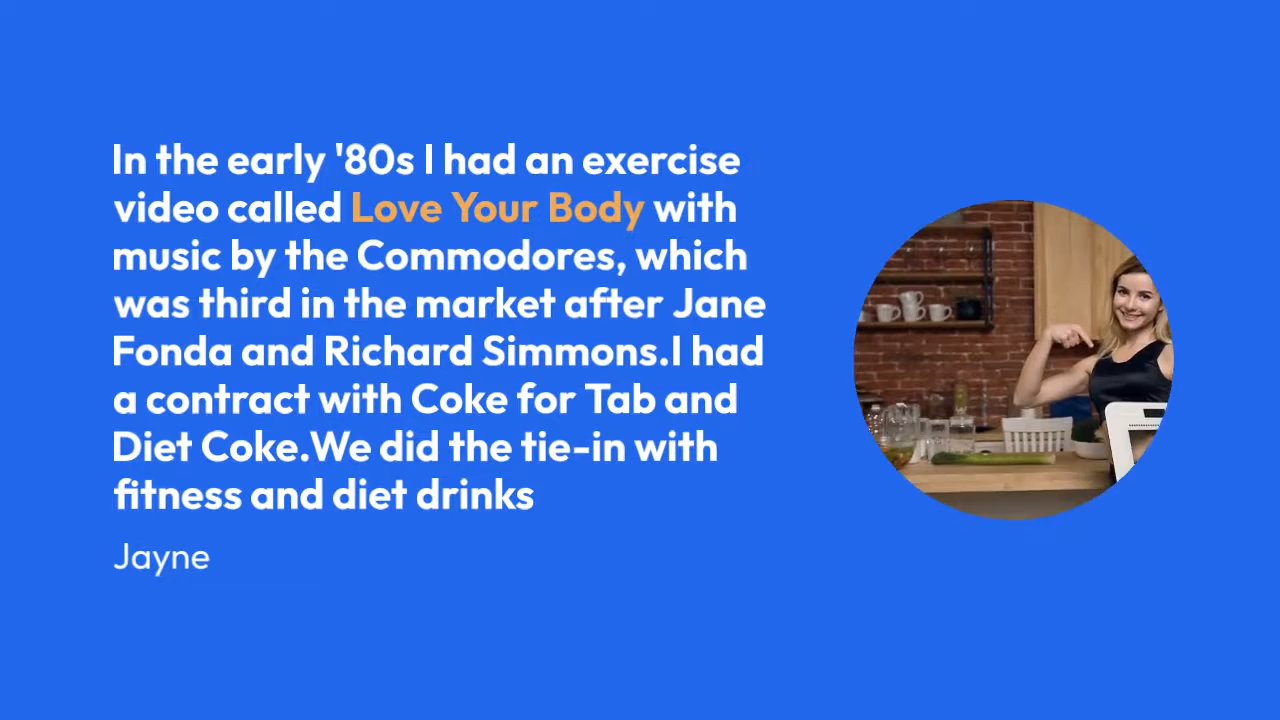 In the early '80s I had an exercise
video called Love Your Body with
music by the Commodores, which
was third in the market after Jane
Fonda and Richard Simmons.I had
a contract with Coke for Tab and
Diet Coke.We did the tie-in with
fitness and diet drinks
Jayne